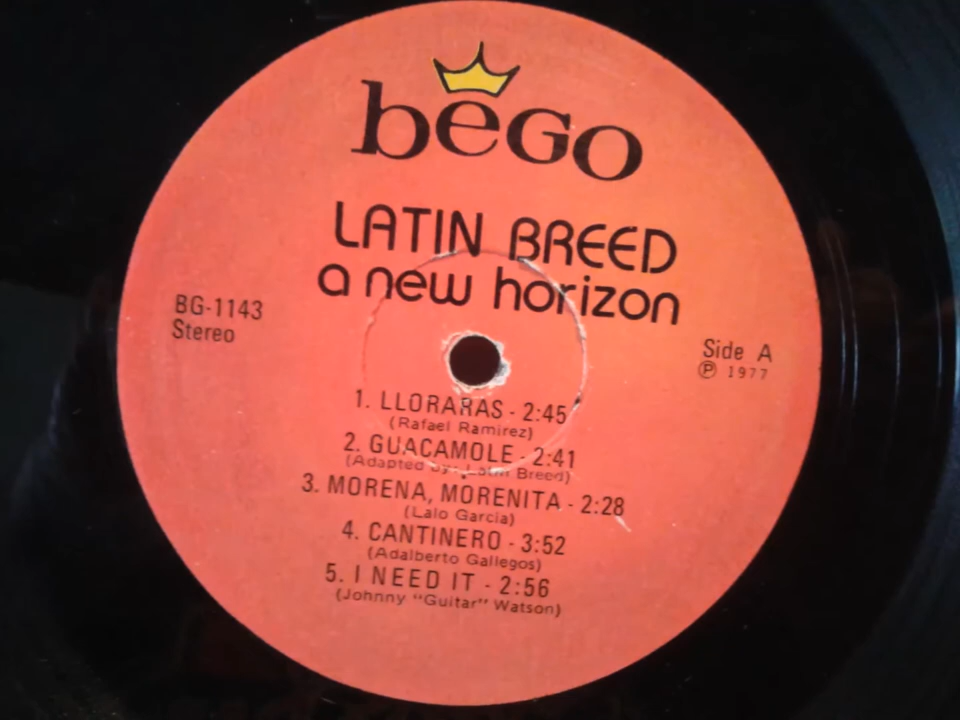 bego
LATIN BREED
a new horizon
BG-1143
Stereo
Side A
Ⓟ 1977
1. LLORARAS - 2:45
(Rafael Ramirez)
2. GUACAMOLE - 2:41
(Adapted by: Latin Breed)
3. MORENA, MORENITA - 2:28
(Lalo Garcia)
4. CANTINERO - 3:52
(Adalberto Gallegos)
5. I NEED IT - 2:56
(Johnny "Guitar" Watson)